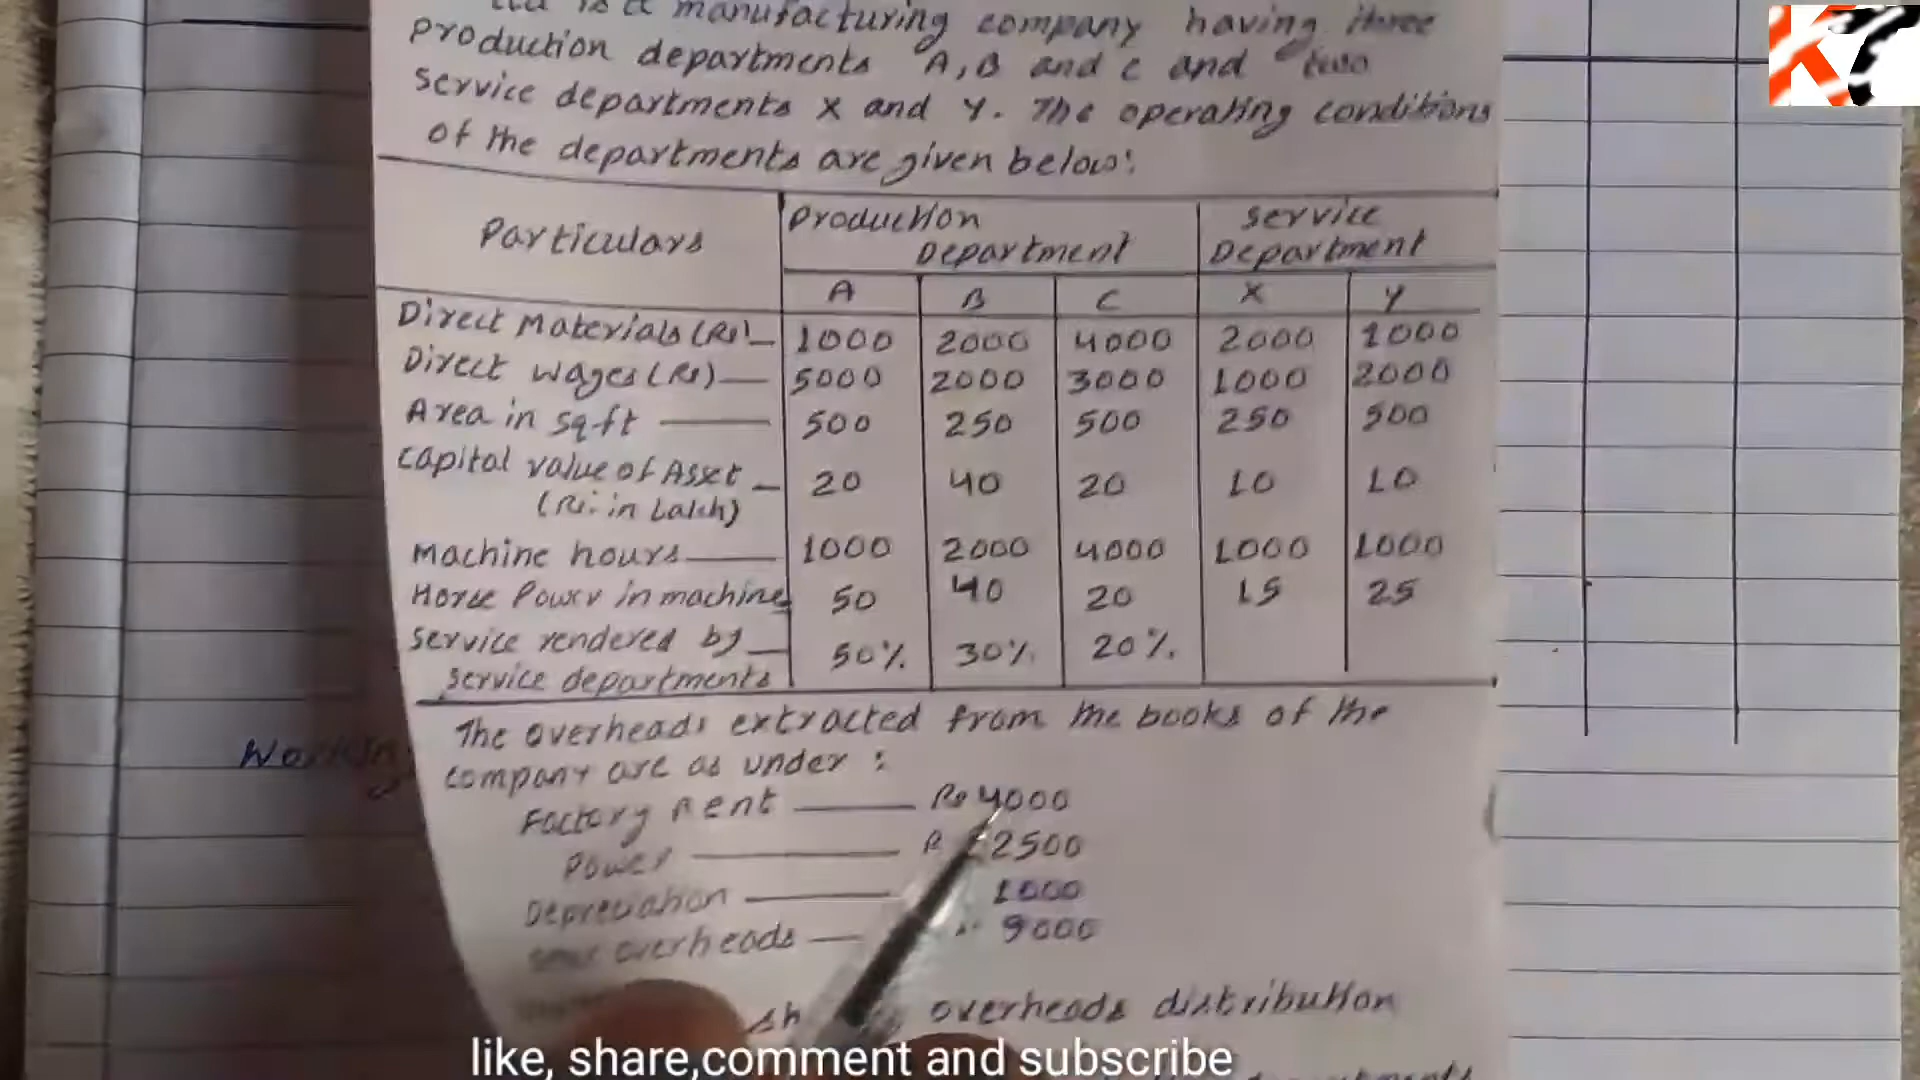 is a manufacturing company having three
production departments A, B and C and two
service departments X and Y. The operating conditions
of the departments are given below:
Particulars Production Department Service Department
A B C X Y
Direct Materials (Rs) 1000 2000 4000 2000 1000
Direct wages (Rs) 5000 2000 3000 1000 2000
Area in sq-ft 500 250 500 250 500
Capital value of Asset 20 40 20 10 10
(Rs. in Lakh)
Machine hours 1000 2000 4000 1000 1000
Horse Power in machine 50 40 20 15 25
Service rendered by 50% 30% 20%
service departments
The overheads extracted from the books of the
company are as under :
Factory Rent Rs 4000
Power 2500
Depreciation 1000
overheads 9000
overheads distribution
like, share,comment and subscribe